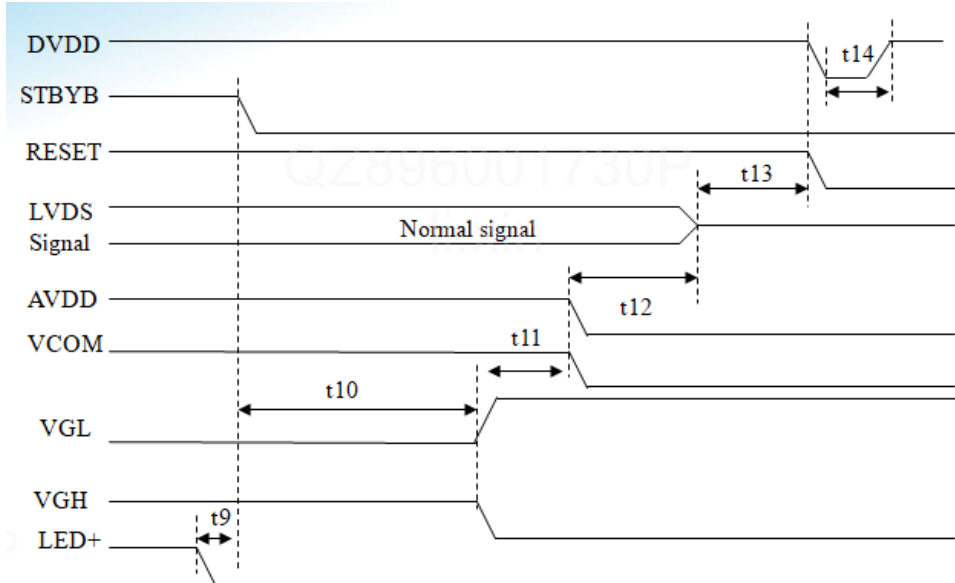 DVDD
t14
STBYB
RESET
QZ896001730P
t13
LVDS
Signal
Normal signal
AVDD
t12
VCOM
t11
t10
VGL
VGH
t9
LED+